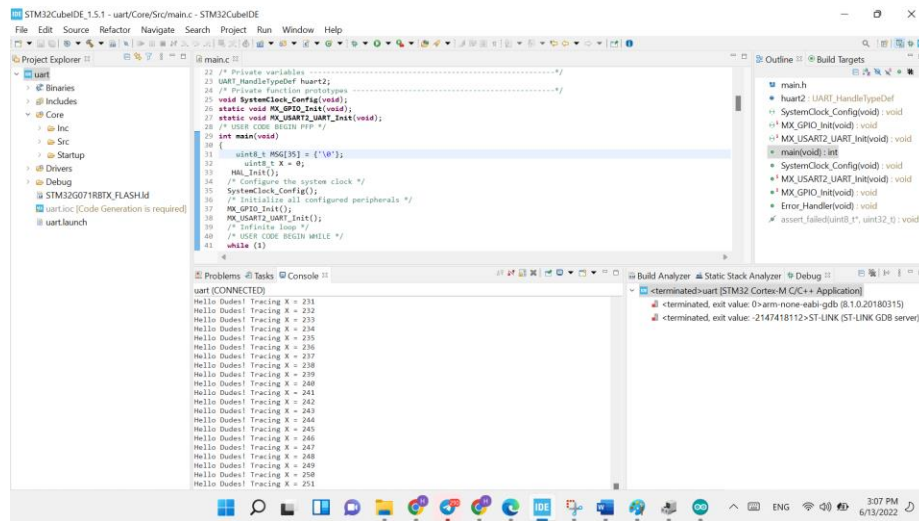 STM32CubeIDE_1.5.1 - uart/Core/Src/main.c - STM32CubeIDE
File Edit Source Refactor Navigate Search Project Run Window Help
Project Explorer
uart
Binaries
Includes
Core
Inc
Src
Startup
Drivers
Debug
STM32G071RBTX_FLASH.ld
uart.ioc [Code Generation is required]
uart.launch
main.c
22 /* Private variables ---------------------------------------------------------*/
23 UART_HandleTypeDef huart2;
24 /* Private function prototypes -----------------------------------------------*/
25 void SystemClock_Config(void);
26 static void MX_GPIO_Init(void);
27 static void MX_USART2_UART_Init(void);
28 /* USER CODE BEGIN PFP */
29 int main(void)
30 {
31 uint8_t MSG[35] = {'\0'};
32 uint8_t X = 0;
33 HAL_Init();
34 /* Configure the system clock */
35 SystemClock_Config();
36 /* Initialize all configured peripherals */
37 MX_GPIO_Init();
38 MX_USART2_UART_Init();
39 /* Infinite loop */
40 /* USER CODE BEGIN WHILE */
41 while (1)
Outline Build Targets
main.h
huart2 : UART_HandleTypeDef
SystemClock_Config(void) : void
MX_GPIO_Init(void) : void
MX_USART2_UART_Init(void) : void
main(void) : int
SystemClock_Config(void) : void
MX_USART2_UART_Init(void) : void
MX_GPIO_Init(void) : void
Error_Handler(void) : void
assert_failed(uint8_t*, uint32_t) : void
Problems Tasks Console
uart (CONNECTED)
Hello Dudes! Tracing X = 231
Hello Dudes! Tracing X = 232
Hello Dudes! Tracing X = 233
Hello Dudes! Tracing X = 234
Hello Dudes! Tracing X = 235
Hello Dudes! Tracing X = 236
Hello Dudes! Tracing X = 237
Hello Dudes! Tracing X = 238
Hello Dudes! Tracing X = 239
Hello Dudes! Tracing X = 240
Hello Dudes! Tracing X = 241
Hello Dudes! Tracing X = 242
Hello Dudes! Tracing X = 243
Hello Dudes! Tracing X = 244
Hello Dudes! Tracing X = 245
Hello Dudes! Tracing X = 246
Hello Dudes! Tracing X = 247
Hello Dudes! Tracing X = 248
Hello Dudes! Tracing X = 249
Hello Dudes! Tracing X = 250
Hello Dudes! Tracing X = 251
Build Analyzer Static Stack Analyzer Debug
<terminated>uart [STM32 Cortex-M C/C++ Application]
<terminated, exit value: 0>arm-none-eabi-gdb (8.1.0.20180315)
<terminated, exit value: -2147418112>ST-LINK (ST-LINK GDB server)
IDE
ENG
3:07 PM
6/13/2022